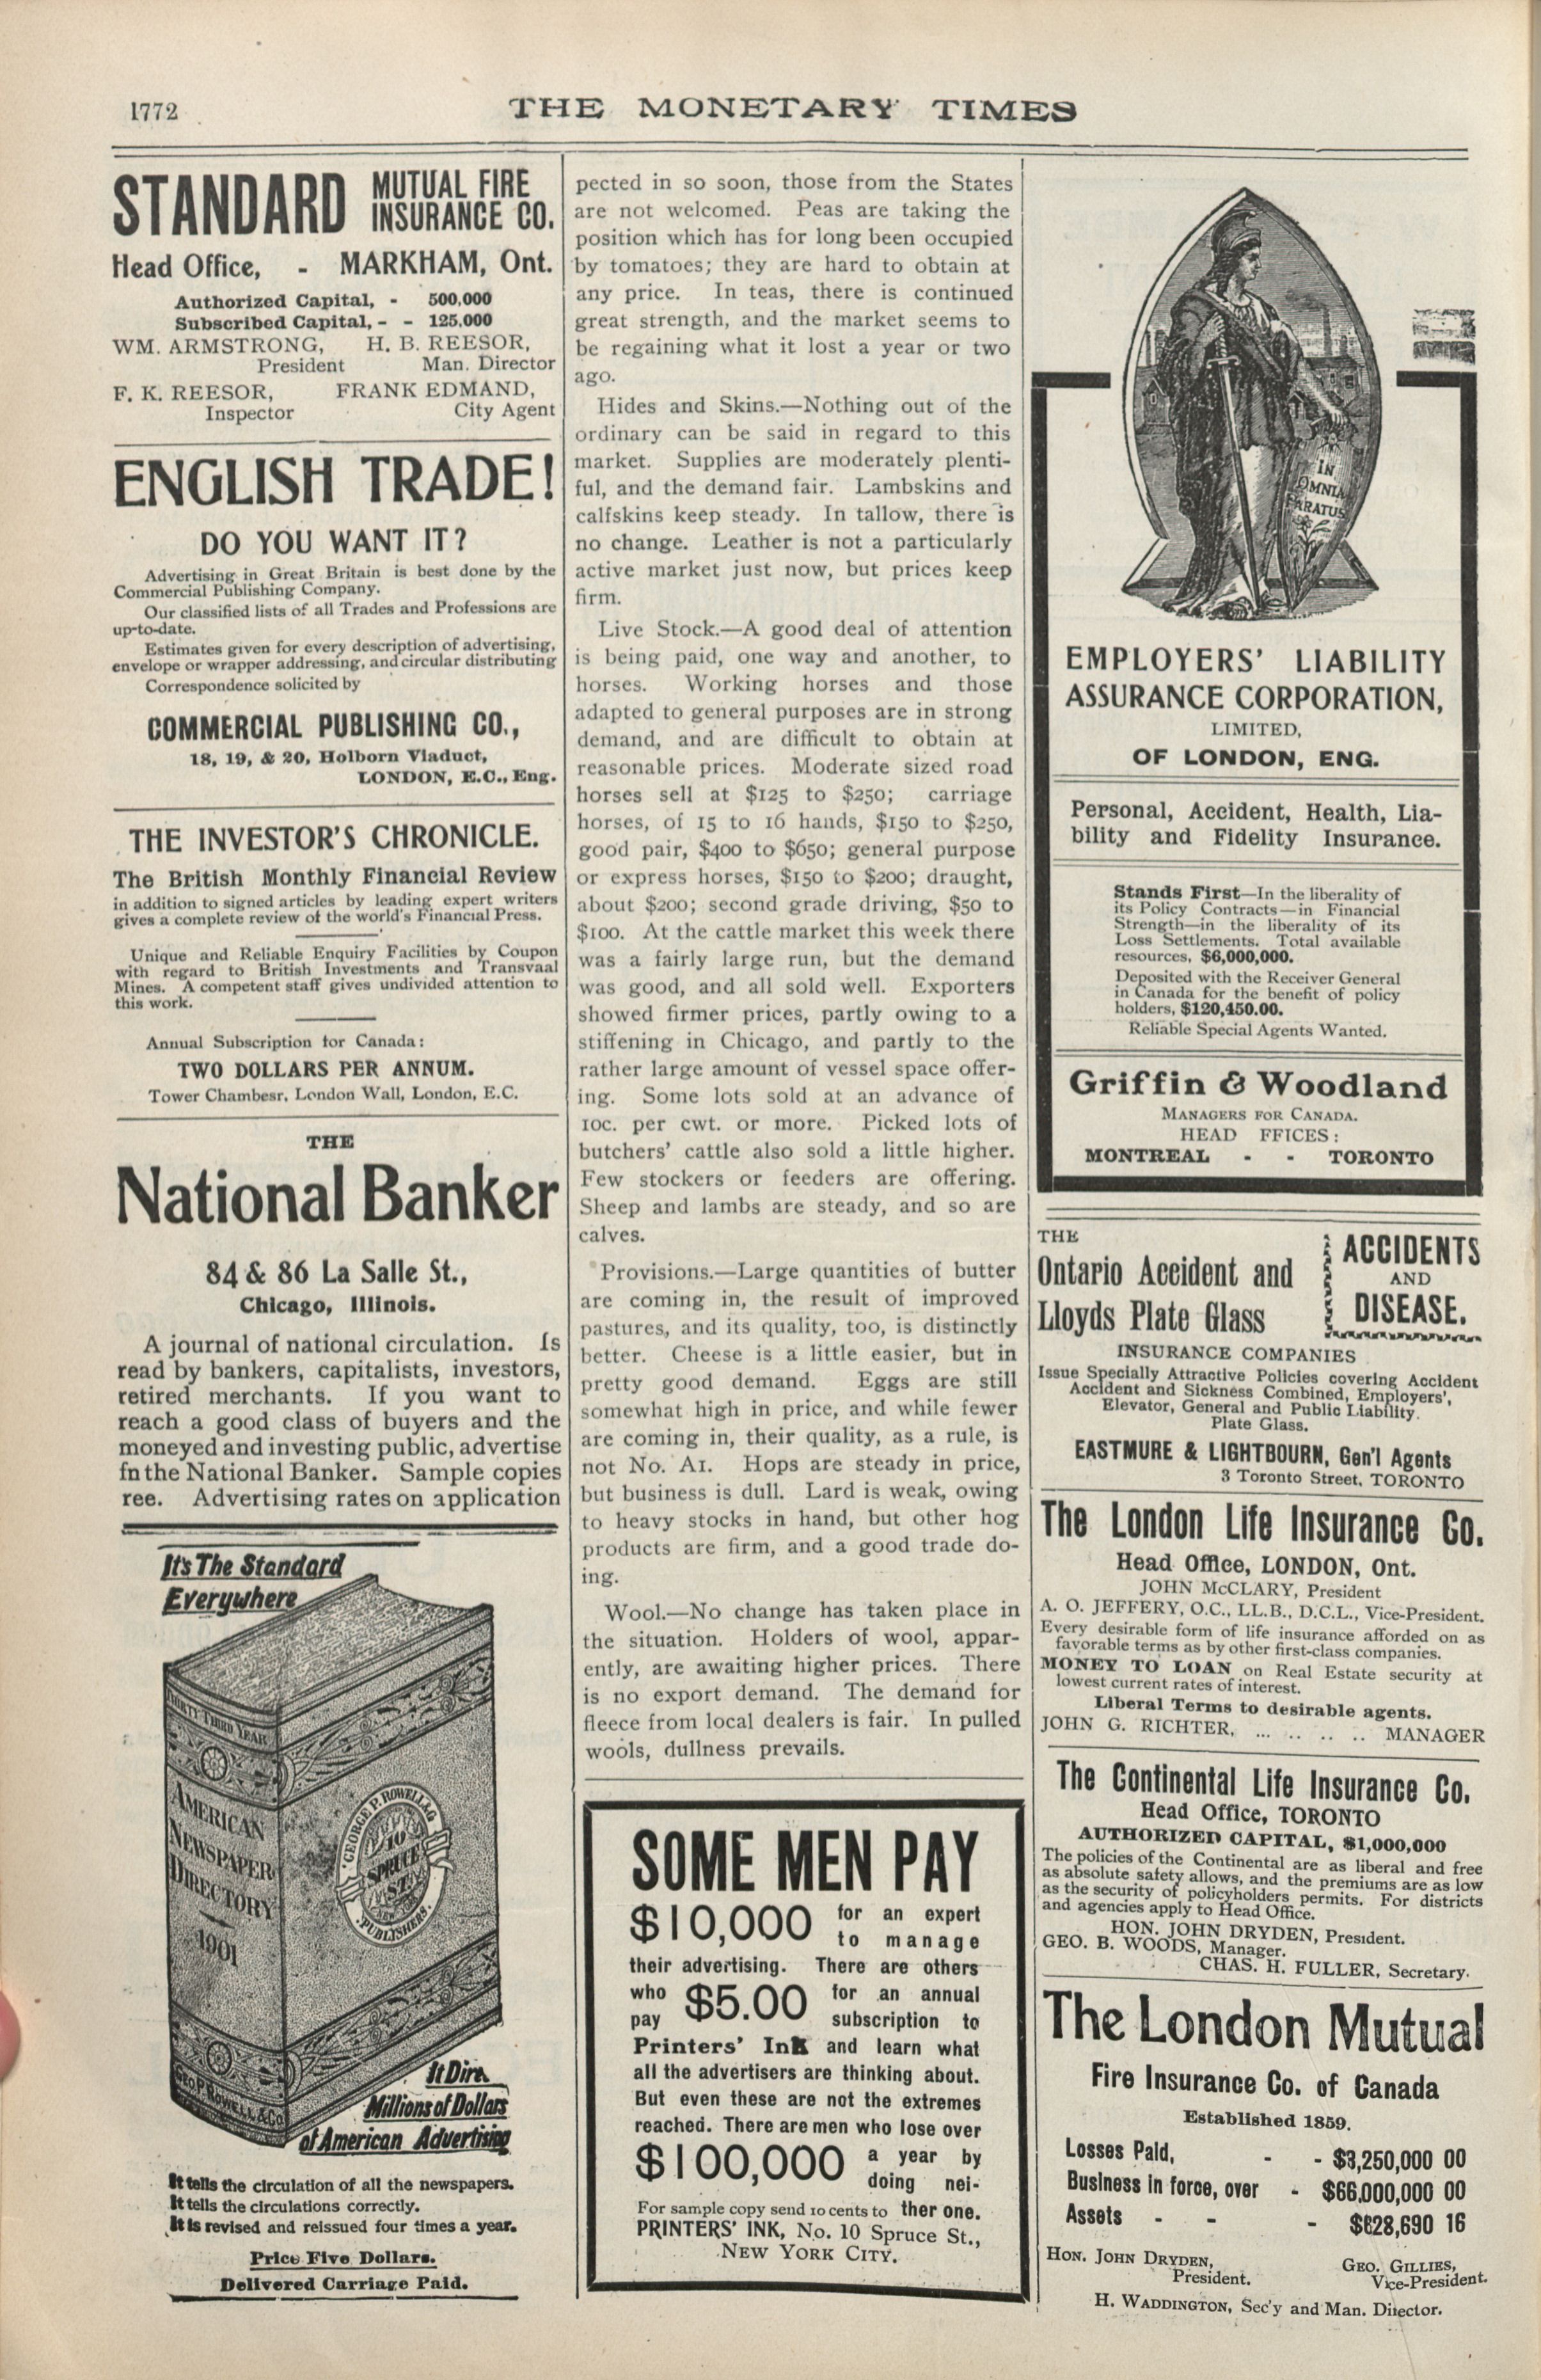 1772
THE MONETARY TIMES
STANDARD MUTUAL FIRE
INSURANCE CO.
Head Office, - MARKHAM, Ont.
Authorized Capital, - 500,000
Subscribed Capital, - - 125,000
WM. ARMSTRONG, H. B. REESOR,
President Man. Director
F. K. REESOR, FRANK EDMAND,
Inspector City Agent
ENGLISH TRADE!
DO YOU WANT IT?
Advertising in Great Britain is best done by the
Commercial Publishing Company.
Our classified lists of all Trades and Professions are
up-to-date.
Estimates given for every description of advertising,
envelope or wrapper addressing, and circular distributing
Correspondence solicited by
COMMERCIAL PUBLISHING CO.,
18, 19, & 20, Holborn Viaduct,
LONDON, E.C., Eng.
THE INVESTOR'S CHRONICLE.
The British Monthly Financial Review
in addition to signed articles by leading expert writers
gives a complete review of the world's Financial Press.
Unique and Reliable Enquiry Facilities by Coupon
with regard to British Investments and Transvaal
Mines. A competent staff gives undivided attention to
this work.
Annual Subscription for Canada:
TWO DOLLARS PER ANNUM.
Tower Chambesr, London Wall, London, E.C.
THE
National Banker
84 & 86 La Salle St.,
Chicago, Illinois.
A journal of national circulation. Is
read by bankers, capitalists, investors,
retired merchants. If you want to
reach a good class of buyers and the
moneyed and investing public, advertise
fn the National Banker. Sample copies
ree. Advertising rates on application
It's The Standard
Everywhere
THIRTY THIRD YEAR
AMERICAN
NEWSPAPER
DIRECTORY
1901
GEORGE P. ROWELL & CO
10
SPRUCE
ST.
NEW YORK
PUBLISHERS.
GEO P. ROWELL & CO.
It Dire
Millions of Dollars
of American Advertising
It tells the circulation of all the newspapers.
It tells the circulations correctly.
It is revised and reissued four times a year.
Price Five Dollars.
Delivered Carriage Paid.
pected in so soon, those from the States
are not welcomed. Peas are taking the
position which has for long been occupied
by tomatoes; they are hard to obtain at
any price. In teas, there is continued
great strength, and the market seems to
be regaining what it lost a year or two
ago.
Hides and Skins.—Nothing out of the
ordinary can be said in regard to this
market. Supplies are moderately plenti-
ful, and the demand fair. Lambskins and
calfskins keep steady. In tallow, there is
no change. Leather is not a particularly
active market just now, but prices keep
firm.
Live Stock.—A good deal of attention
is being paid, one way and another, to
horses. Working horses and those
adapted to general purposes are in strong
demand, and are difficult to obtain at
reasonable prices. Moderate sized road
horses sell at $125 to $250; carriage
horses, of 15 to 16 hands, $150 to $250,
good pair, $400 to $650; general purpose
or express horses, $150 to $200; draught,
about $200; second grade driving, $50 to
$100. At the cattle market this week there
was a fairly large run, but the demand
was good, and all sold well. Exporters
showed firmer prices, partly owing to a
stiffening in Chicago, and partly to the
rather large amount of vessel space offer-
ing. Some lots sold at an advance of
10c. per cwt. or more. Picked lots of
butchers' cattle also sold a little higher.
Few stockers or feeders are offering.
Sheep and lambs are steady, and so are
calves.
Provisions.—Large quantities of butter
are coming in, the result of improved
pastures, and its quality, too, is distinctly
better. Cheese is a little easier, but in
pretty good demand. Eggs are still
somewhat high in price, and while fewer
are coming in, their quality, as a rule, is
not No. A1. Hops are steady in price,
but business is dull. Lard is weak, owing
to heavy stocks in hand, but other hog
products are firm, and a good trade do-
ing.
Wool.—No change has taken place in
the situation. Holders of wool, appar-
ently, are awaiting higher prices. There
is no export demand. The demand for
fleece from local dealers is fair. In pulled
wools, dullness prevails.
SOME MEN PAY
$10,000 for an expert
to manage
their advertising. There are others
who pay $5.00 for an annual
subscription to
Printers' Ink and learn what
all the advertisers are thinking about.
But even these are not the extremes
reached. There are men who lose over
$100,000 a year by
doing nei-
For sample copy send 10 cents to ther one.
PRINTERS' INK, No. 10 Spruce St.,
NEW YORK CITY.
IN
OMNIA
PARATUS
EMPLOYERS' LIABILITY
ASSURANCE CORPORATION,
LIMITED,
OF LONDON, ENG.
Personal, Accident, Health, Lia-
bility and Fidelity Insurance.
Stands First—In the liberality of
its Policy Contracts—in Financial
Strength—in the liberality of its
Loss Settlements. Total available
resources, $6,000,000.
Deposited with the Receiver General
in Canada for the benefit of policy
holders, $120,450.00.
Reliable Special Agents Wanted.
Griffin & Woodland
MANAGERS FOR CANADA.
HEAD FFICES:
MONTREAL - - TORONTO
THE
Ontario Accident and
Lloyds Plate Glass
ACCIDENTS
AND
DISEASE.
INSURANCE COMPANIES
Issue Specially Attractive Policies covering Accident
Accident and Sickness Combined, Employers',
Elevator, General and Public Liability.
Plate Glass.
EASTMURE & LIGHTBOURN, Gen'l Agents
3 Toronto Street, TORONTO
The London Life Insurance Co.
Head Office, LONDON, Ont.
JOHN McCLARY, President
A. O. JEFFERY, O.C., LL.B., D.C.L., Vice-President.
Every desirable form of life insurance afforded on as
favorable terms as by other first-class companies.
MONEY TO LOAN on Real Estate security at
lowest current rates of interest.
Liberal Terms to desirable agents.
JOHN G. RICHTER, ... .. .. .. MANAGER
The Continental Life Insurance Co.
Head Office, TORONTO
AUTHORIZED CAPITAL, $1,000,000
The policies of the Continental are as liberal and free
as absolute safety allows, and the premiums are as low
as the security of policyholders permits. For districts
and agencies apply to Head Office.
HON. JOHN DRYDEN, President.
GEO. B. WOODS, Manager.
CHAS. H. FULLER, Secretary.
The London Mutual
Fire Insurance Co. of Canada
Established 1859.
Losses Paid, - - $3,250,000 00
Business in force, over - $66,000,000 00
Assets - - - $628,690 16
HON. JOHN DRYDEN, GEO. GILLIES,
President. Vice-President.
H. WADDINGTON, Sec'y and Man. Director.